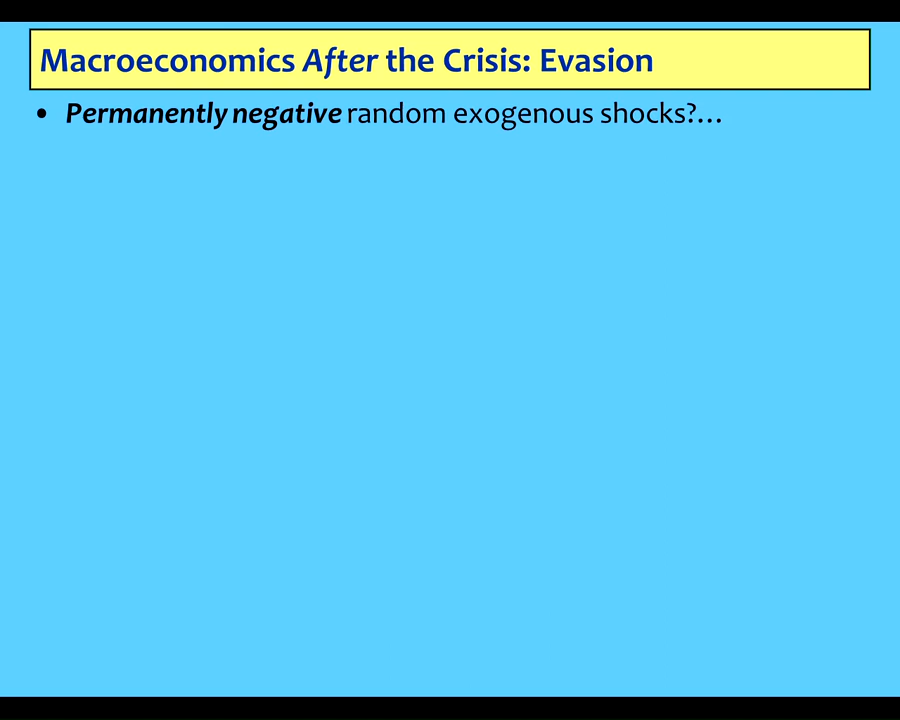 Macroeconomics After the Crisis: Evasion
• Permanently negative random exogenous shocks?…